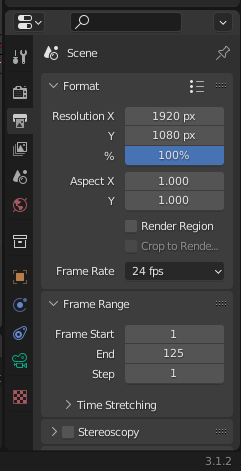 Scene
Format
Resolution X 1920 px
Y 1080 px
% 100%
Aspect X 1.000
Y 1.000
Render Region
Crop to Rende...
Frame Rate 24 fps
Frame Range
Frame Start 1
End 125
Step 1
Time Stretching
Stereoscopy
3.1.2